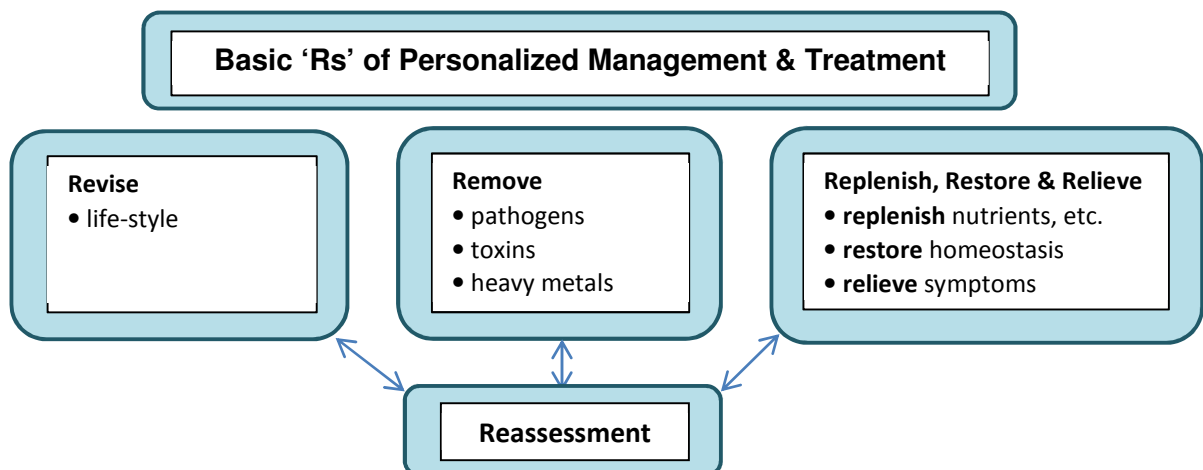 Basic ‘Rs’ of Personalized Management & Treatment
Revise
• life-style
Remove
• pathogens
• toxins
• heavy metals
Replenish, Restore & Relieve
• replenish nutrients, etc.
• restore homeostasis
• relieve symptoms
Reassessment